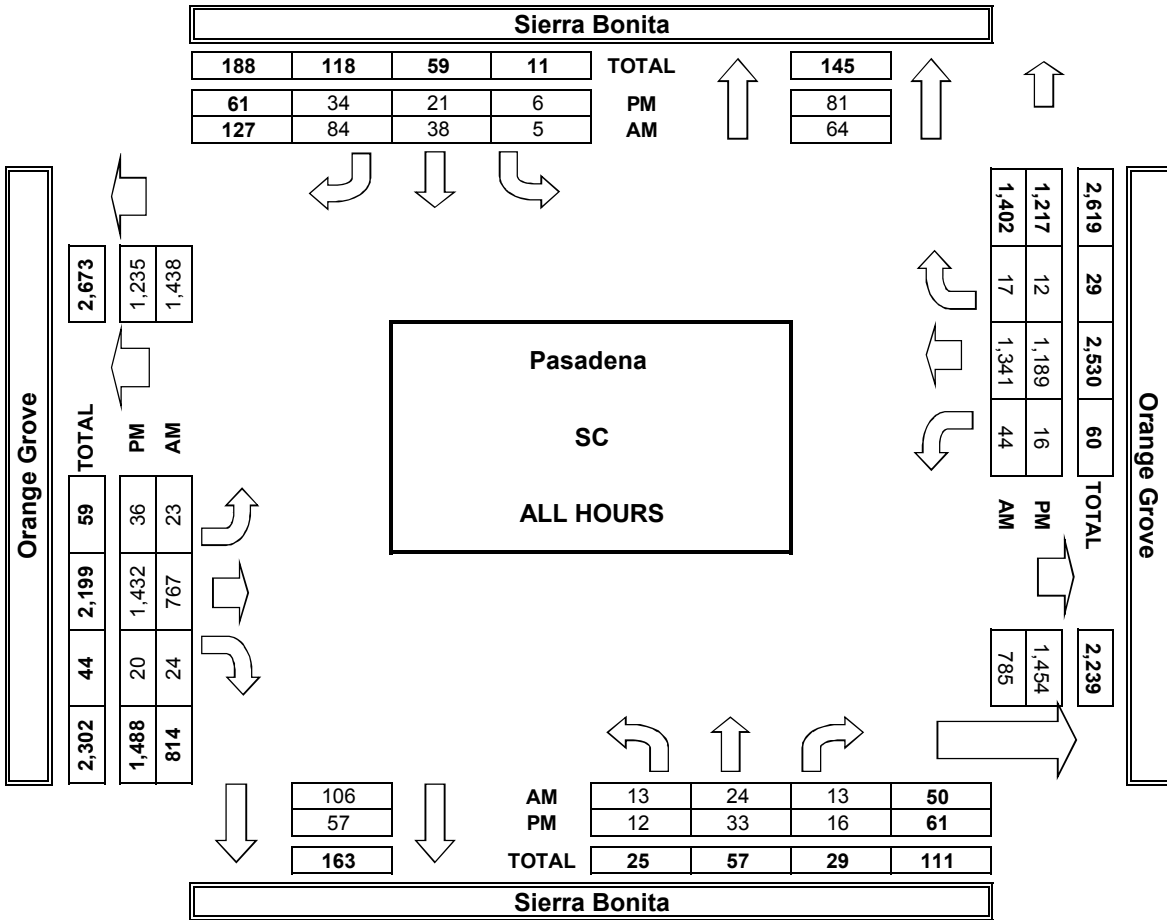 Sierra Bonita
188 118 59 11 TOTAL 145
61 34 21 6 PM 81
127 84 38 5 AM 64
Orange Grove
2,673
1,235
1,438
TOTAL
PM
AM
59 2,199 44 2,302
36 1,432 20 1,488
23 767 24 814
Pasadena
SC
ALL HOURS
2,619 29 2,530 60 TOTAL 2,239
1,217 12 1,189 16 PM 1,454
1,402 17 1,341 44 AM 785
Orange Grove
106 AM 13 24 13 50
57 PM 12 33 16 61
163 TOTAL 25 57 29 111
Sierra Bonita